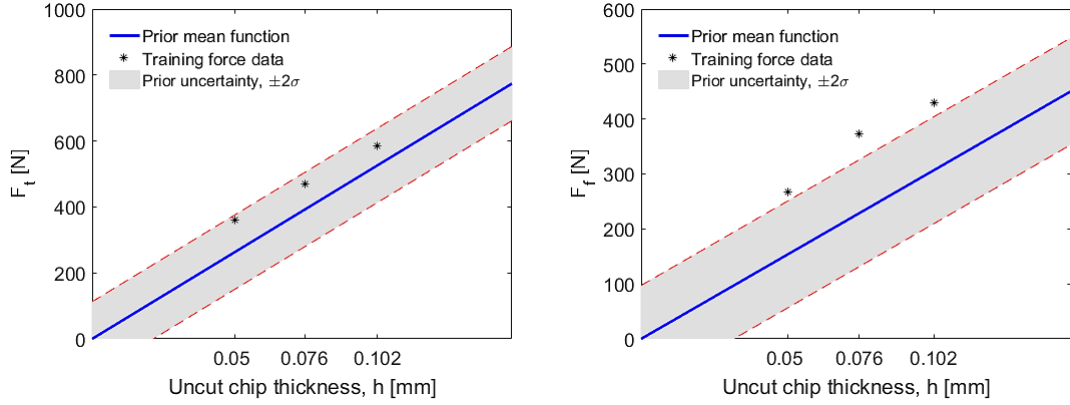 1000
800
600
400
200
0
F_t [N]
Prior mean function
Training force data
Prior uncertainty, ±2σ
0.05 0.076 0.102
Uncut chip thickness, h [mm]
600
500
400
300
200
100
0
F_f [N]
Prior mean function
Training force data
Prior uncertainty, ±2σ
0.05 0.076 0.102
Uncut chip thickness, h [mm]